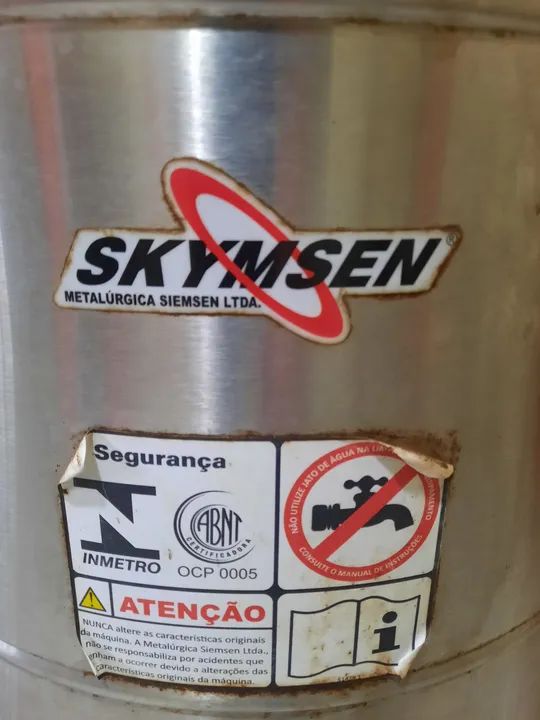 SKYMSEN®
METALÚRGICA SIEMSEN LTDA.
Segurança
INMETRO
ABNT
CERTIFICADORA
OCP 0005
NÃO UTILIZE JATO DE ÁGUA NA
CONSULTE O MANUAL DE INSTRUÇÕES
ATENÇÃO
NUNCA altere as características originais
da máquina. A Metalúrgica Siemsen Ltda.,
não se responsabiliza por acidentes que
enham a ocorrer devido a alterações das
características originais da máquina.
i